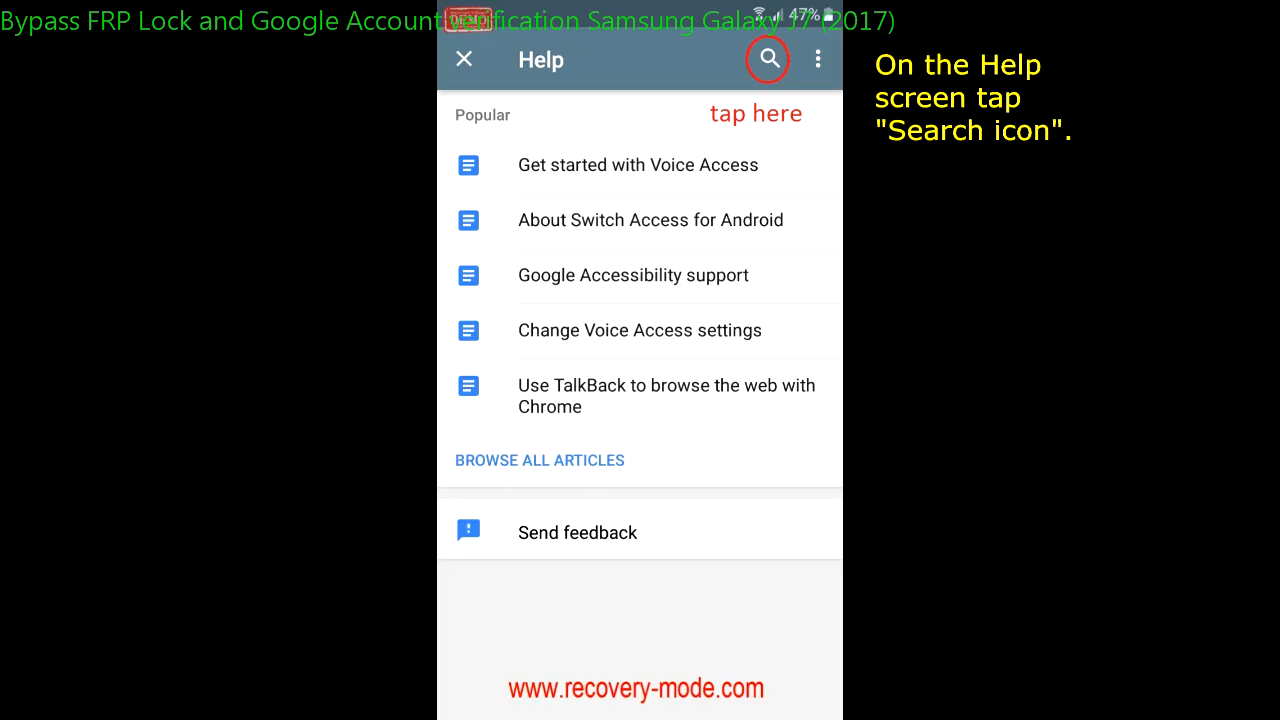 Bypass FRP Lock and Google Account verification Samsung Galaxy J7 (2017)
47%
Help
On the Help
screen tap
"Search icon".
Popular
tap here
Get started with Voice Access
About Switch Access for Android
Google Accessibility support
Change Voice Access settings
Use TalkBack to browse the web with
Chrome
BROWSE ALL ARTICLES
Send feedback
www.recovery-mode.com